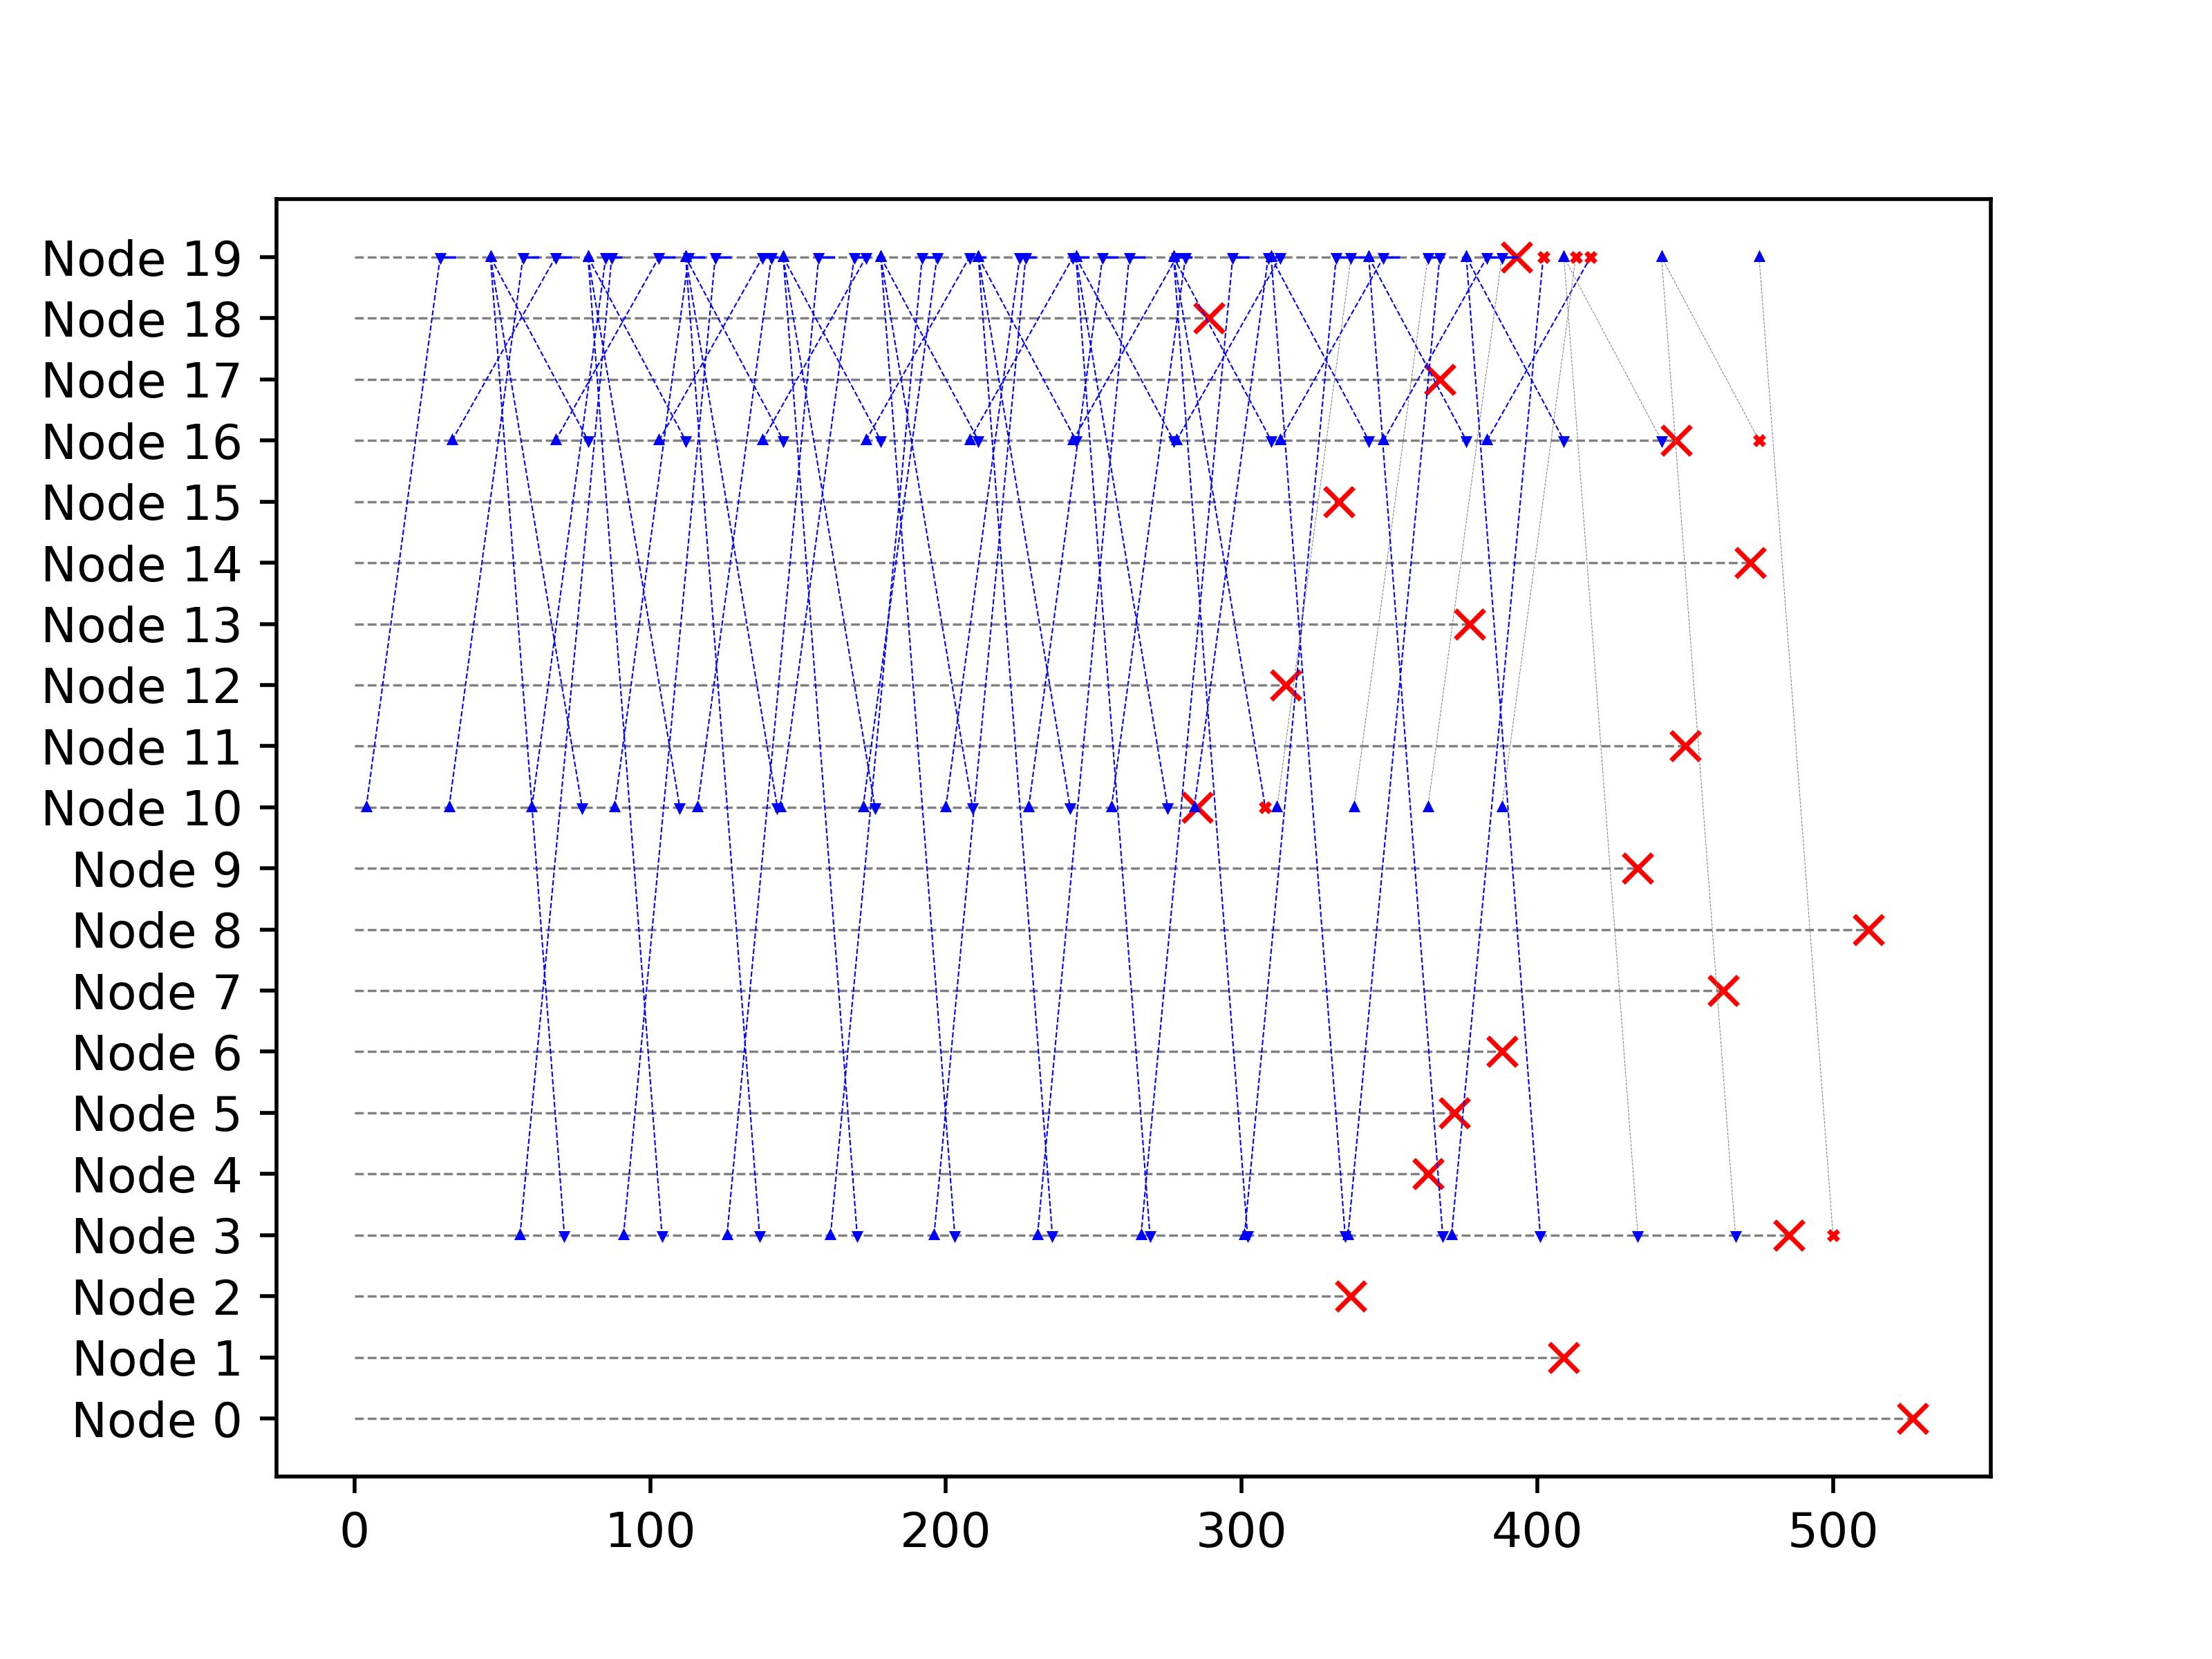 Node 19
Node 18
Node 17
Node 16
Node 15
Node 14
Node 13
Node 12
Node 11
Node 10
Node 9
Node 8
Node 7
Node 6
Node 5
Node 4
Node 3
Node 2
Node 1
Node 0
0 100 200 300 400 500